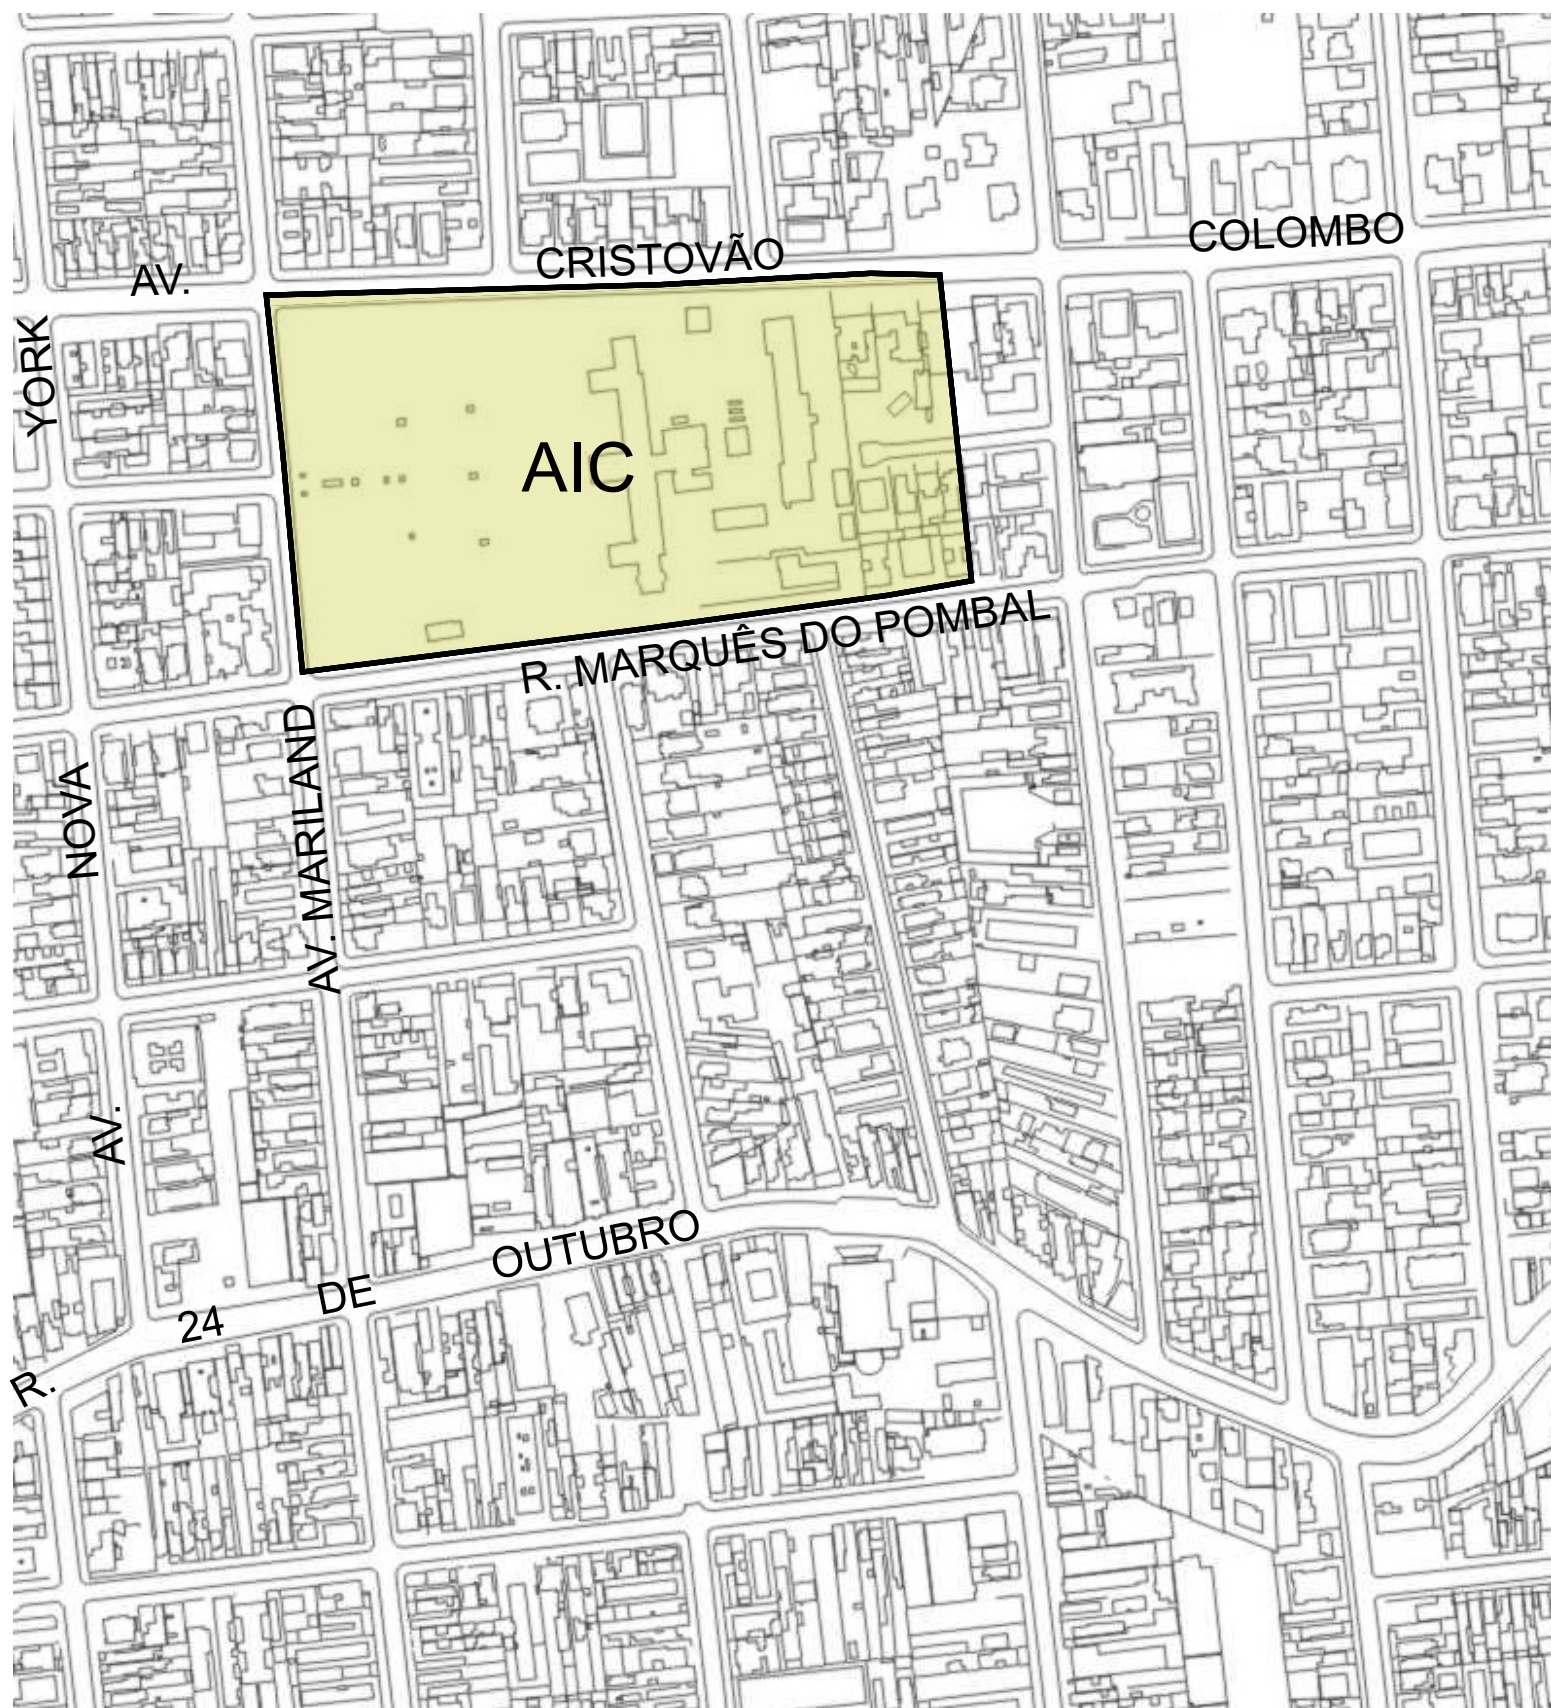 AV. CRISTOVÃO COLOMBO
AIC
R. MARQUÊS DO POMBAL
AV. MARILAND
AV. NOVA YORK
R. 24 DE OUTUBRO